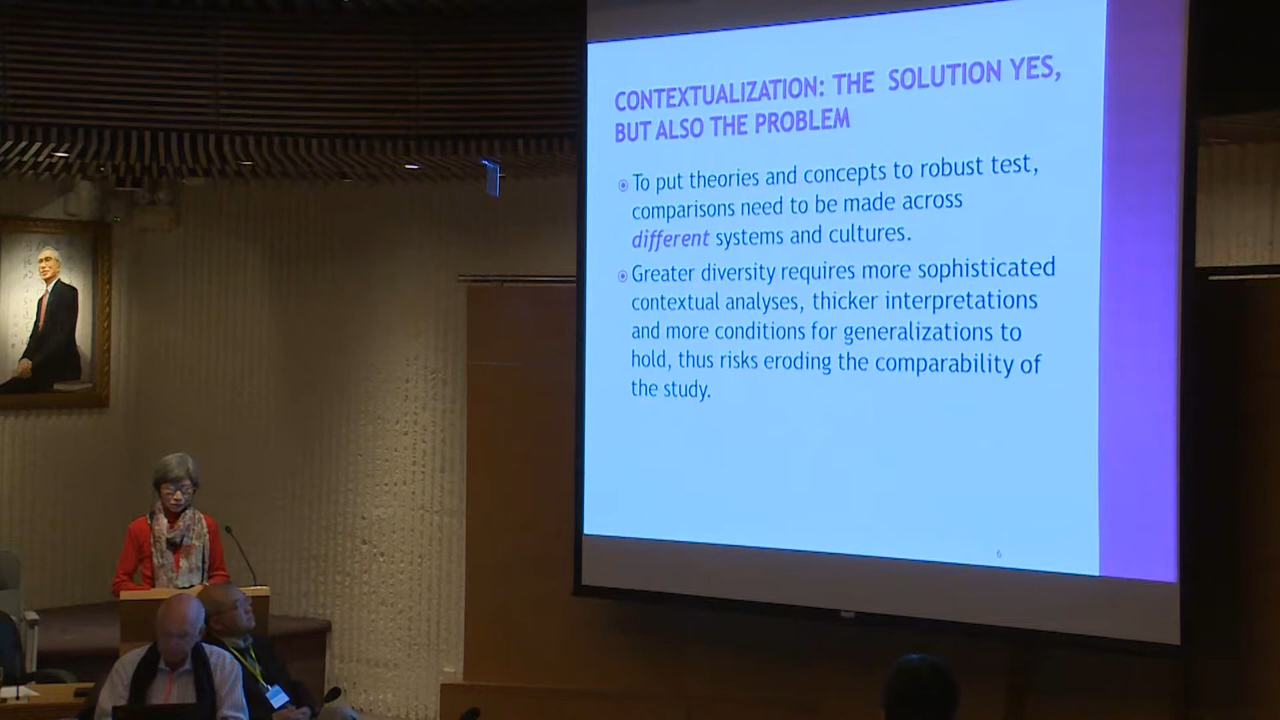 CONTEXTUALIZATION: THE SOLUTION YES,
BUT ALSO THE PROBLEM
To put theories and concepts to robust test,
comparisons need to be made across
different systems and cultures.
Greater diversity requires more sophisticated
contextual analyses, thicker interpretations
and more conditions for generalizations to
hold, thus risks eroding the comparability of
the study.
6